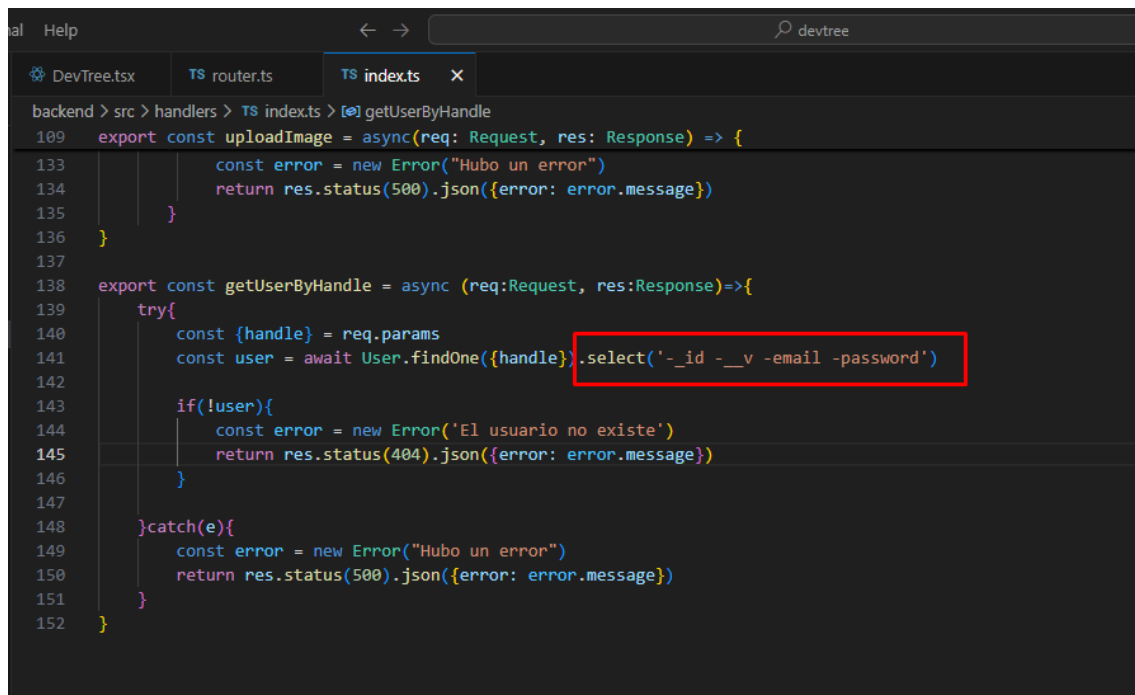 nal Help ← → devtree
DevTree.tsx TS router.ts TS index.ts ×
backend > src > handlers > TS index.ts > getUserByHandle
109 export const uploadImage = async(req: Request, res: Response) => {
133 const error = new Error("Hubo un error")
134 return res.status(500).json({error: error.message})
135 }
136 }
137
138 export const getUserByHandle = async (req:Request, res:Response)=>{
139 try{
140 const {handle} = req.params
141 const user = await User.findOne({handle}).select('-_id -__v -email -password')
142
143 if(!user){
144 const error = new Error('El usuario no existe')
145 return res.status(404).json({error: error.message})
146 }
147
148 }catch(e){
149 const error = new Error("Hubo un error")
150 return res.status(500).json({error: error.message})
151 }
152 }